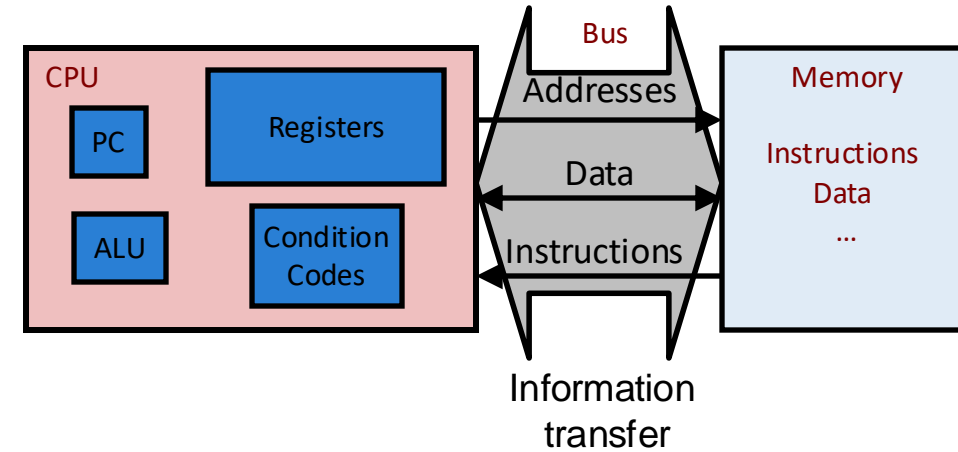 CPU
PC
Registers
ALU
Condition
Codes
Bus
Addresses
Data
Instructions
Information
transfer
Memory
Instructions
Data
...